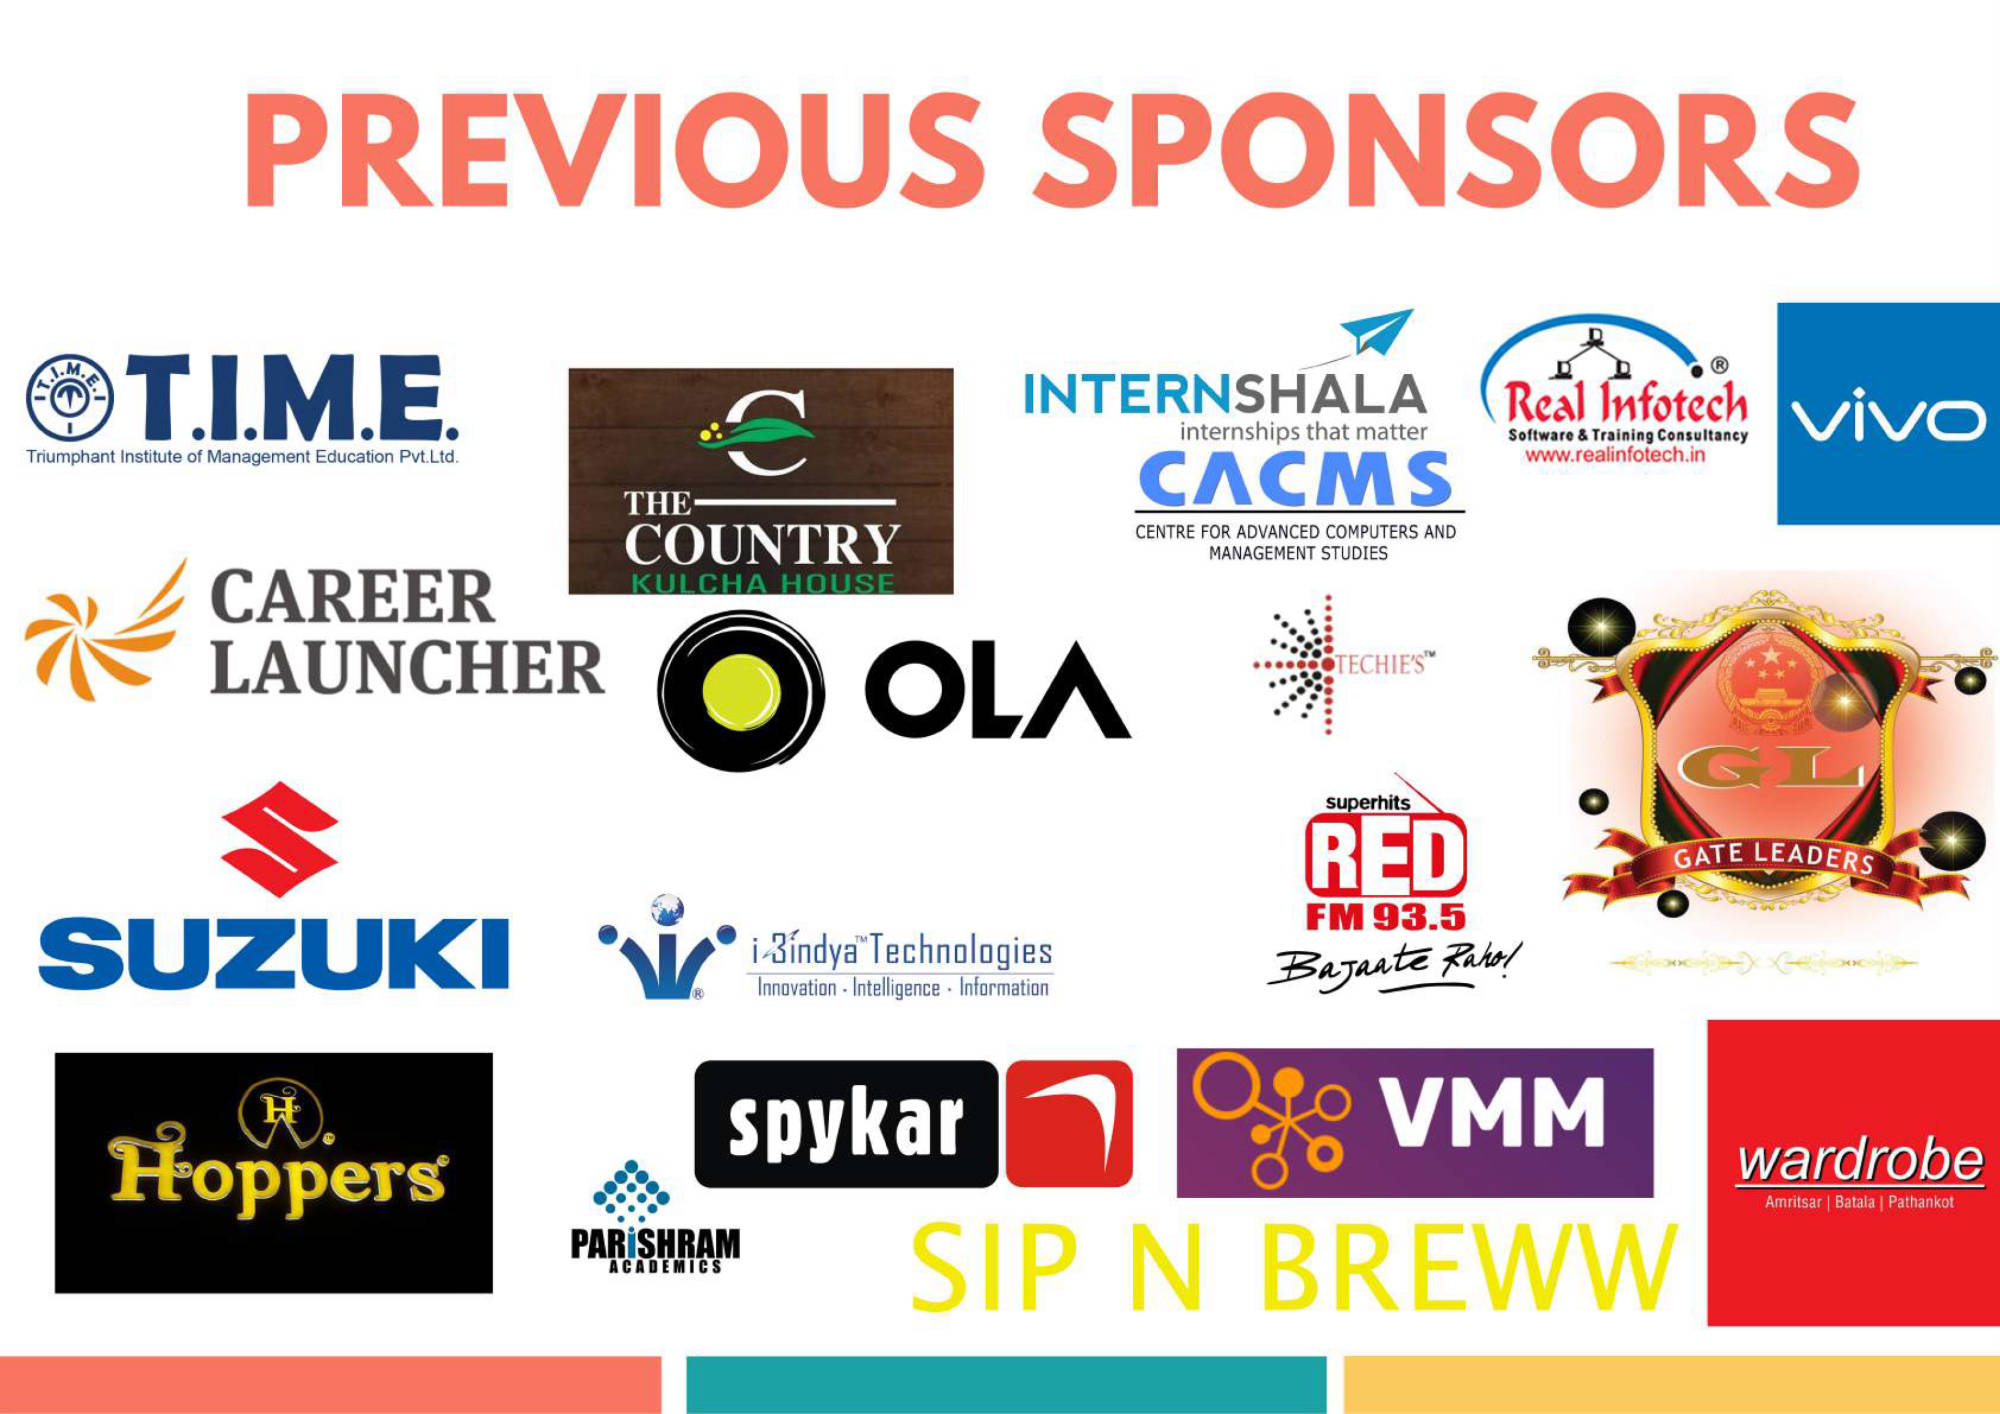 PREVIOUS SPONSORS
T.I.M.E.
T.I.M.E.
Triumphant Institute of Management Education Pvt.Ltd.
C
THE
COUNTRY
KULCHA HOUSE
INTERNSHALA
internships that matter
CACMS
CENTRE FOR ADVANCED COMPUTERS AND
MANAGEMENT STUDIES
Real Infotech ®
Software & Training Consultancy
www.realinfotech.in
vivo
CAREER
LAUNCHER
OLA
TECHIE'S™
GL
GATE LEADERS
SUZUKI
i3indya™ Technologies
Innovation - Intelligence - Information
®
superhits
RED
FM 93.5
Bajaate Raho!
H
Hoppers™
PARiSHRAM
ACADEMICS
spykar
VMM
SIP N BREWW
wardrobe
Amritsar | Batala | Pathankot